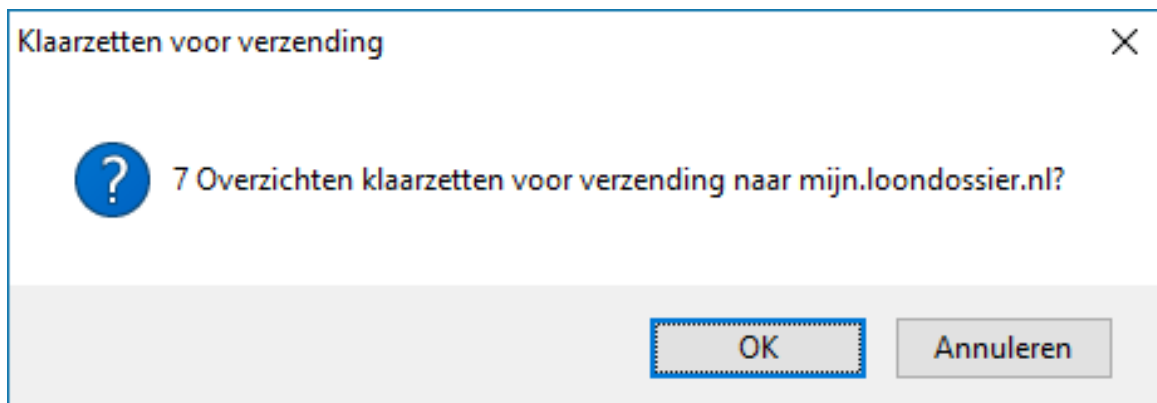 Klaarzetten voor verzending
7 Overzichten klaarzetten voor verzending naar mijn.loondossier.nl?
OK
Annuleren